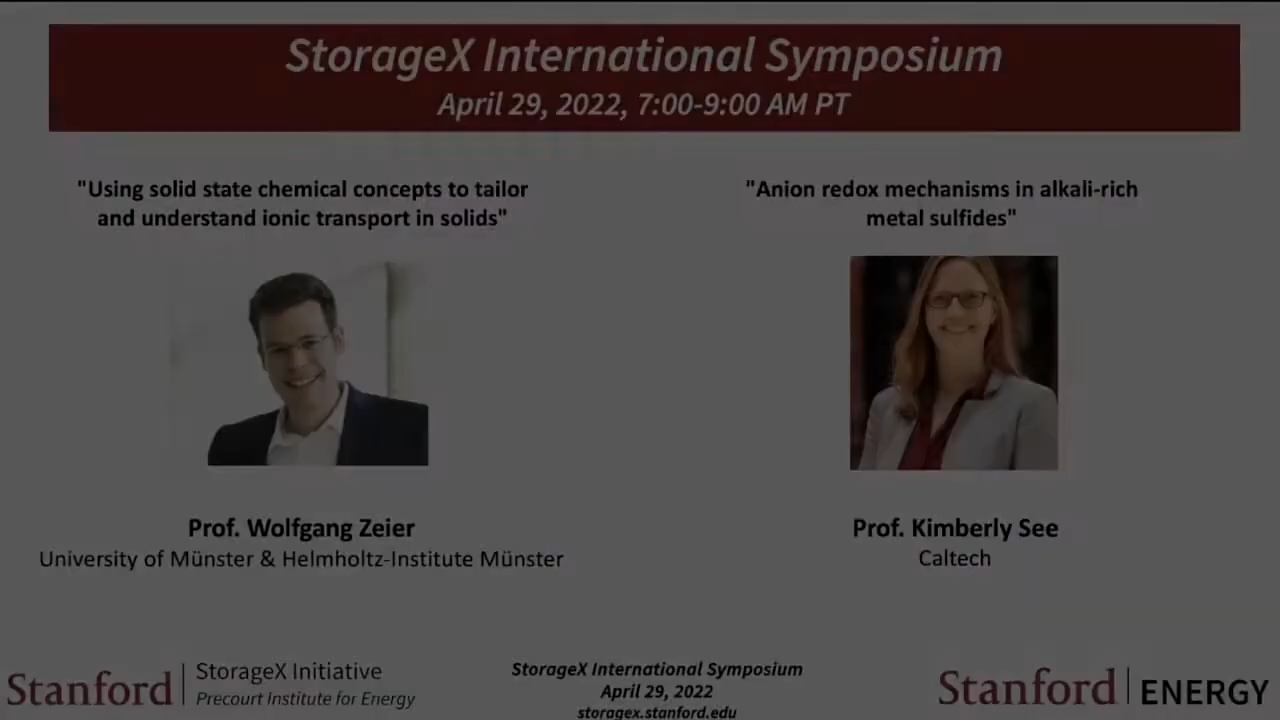 StorageX International Symposium
April 29, 2022, 7:00-9:00 AM PT
"Using solid state chemical concepts to tailor
and understand ionic transport in solids"
"Anion redox mechanisms in alkali-rich
metal sulfides"
Prof. Wolfgang Zeier
University of Münster & Helmholtz-Institute Münster
Prof. Kimberly See
Caltech
Stanford
StorageX Initiative
Precourt Institute for Energy
StorageX International Symposium
April 29, 2022
storagex.stanford.edu
Stanford
ENERGY